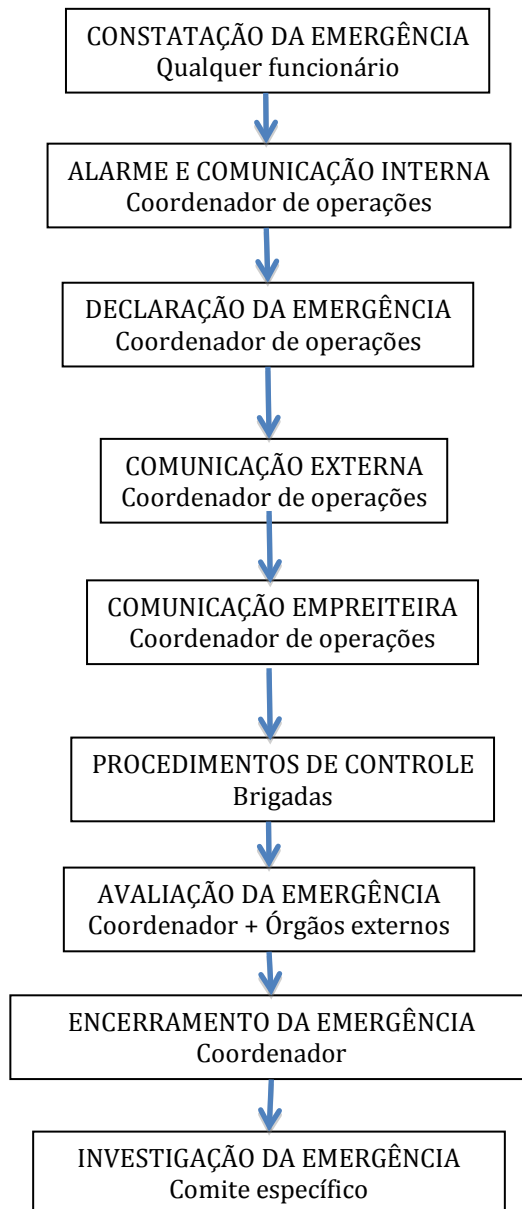 CONSTATAÇÃO DA EMERGÊNCIA
Qualquer funcionário
ALARME E COMUNICAÇÃO INTERNA
Coordenador de operações
DECLARAÇÃO DA EMERGÊNCIA
Coordenador de operações
COMUNICAÇÃO EXTERNA
Coordenador de operações
COMUNICAÇÃO EMPREITEIRA
Coordenador de operações
PROCEDIMENTOS DE CONTROLE
Brigadas
AVALIAÇÃO DA EMERGÊNCIA
Coordenador + Órgãos externos
ENCERRAMENTO DA EMERGÊNCIA
Coordenador
INVESTIGAÇÃO DA EMERGÊNCIA
Comite específico